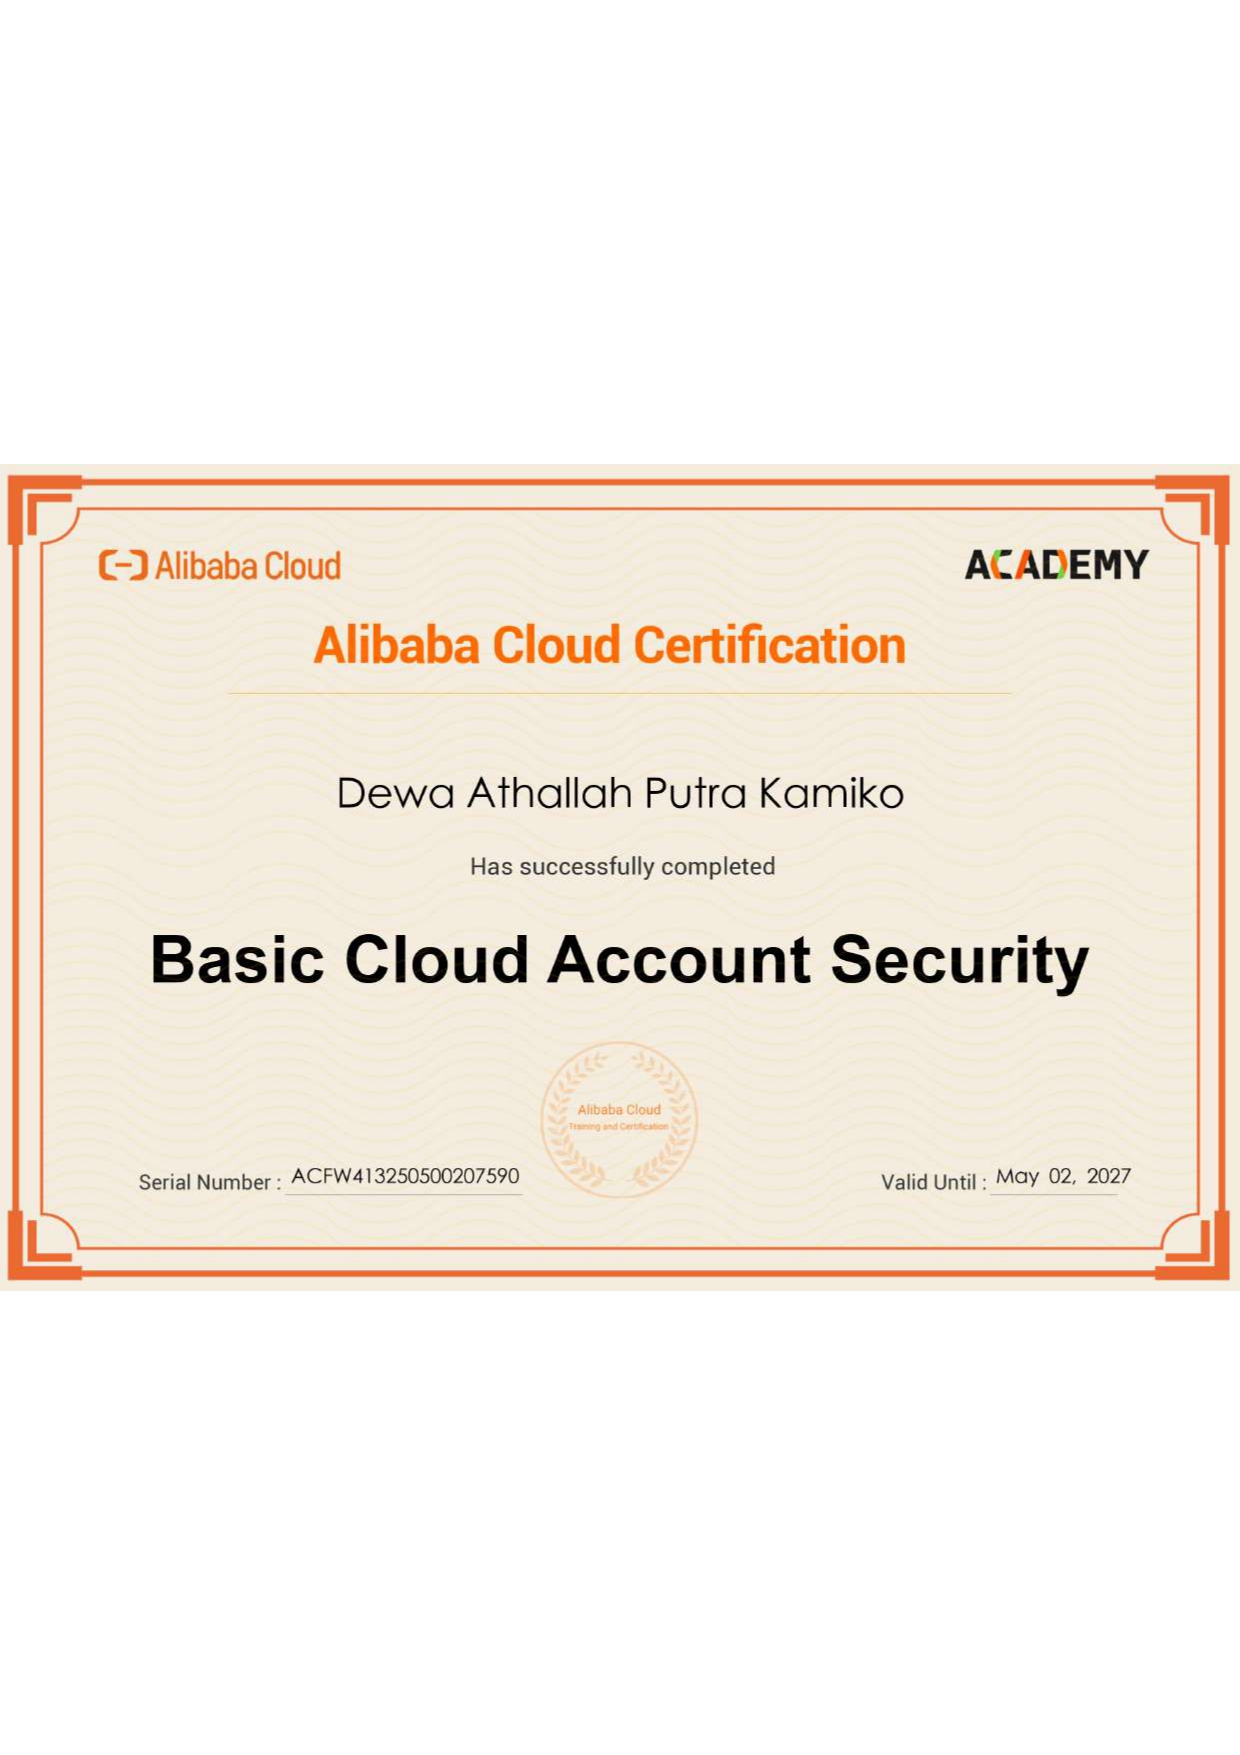 Alibaba Cloud
ACADEMY
Alibaba Cloud Certification
Dewa Athallah Putra Kamiko
Has successfully completed
Basic Cloud Account Security
Alibaba Cloud
Training and Certification
Serial Number : ACFW413250500207590
Valid Until : May 02, 2027